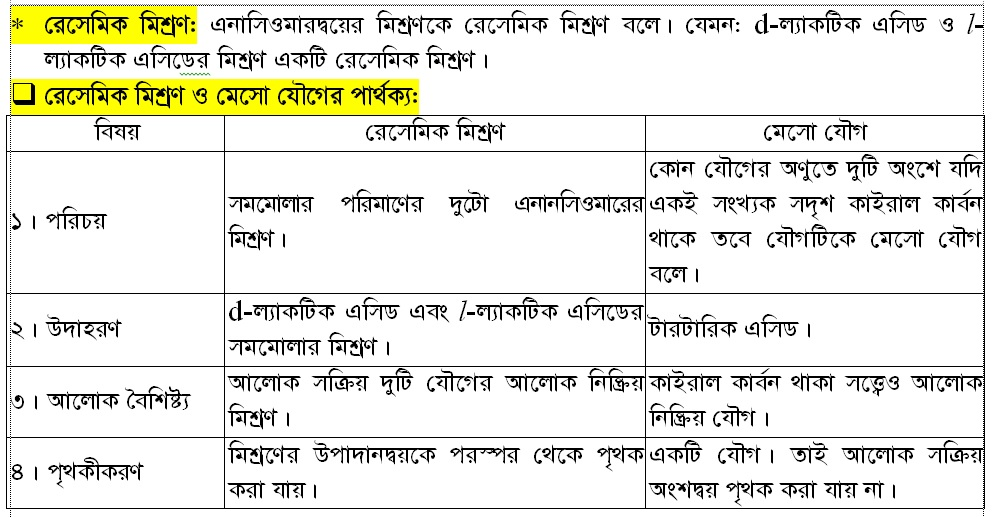 * রেসেমিক মিশ্রণ: এনাসিওমারদ্বয়ের মিশ্রণকে রেসেমিক মিশ্রণ বলে। যেমন: d-ল্যাকটিক এসিড ও l-
ল্যাকটিক এসিডের মিশ্রণ একটি রেসেমিক মিশ্রণ।
❑ রেসেমিক মিশ্রণ ও মেসো যৌগের পার্থক্য:
বিষয় রেসেমিক মিশ্রণ মেসো যৌগ
১। পরিচয়
সমমোলার পরিমাণের দুটো এনানসিওমারের
মিশ্রণ।
কোন যৌগের অণুতে দুটি অংশে যদি
একই সংখ্যক সদৃশ কাইরাল কার্বন
থাকে তবে যৌগটিকে মেসো যৌগ
বলে।
২। উদাহরণ
d-ল্যাকটিক এসিড এবং l-ল্যাকটিক এসিডের
সমমোলার মিশ্রণ।
টারটারিক এসিড।
৩। আলোক বৈশিষ্ট্য
আলোক সক্রিয় দুটি যৌগের আলোক নিষ্ক্রিয়
মিশ্রণ।
কাইরাল কার্বন থাকা সত্ত্বেও আলোক
নিষ্ক্রিয় যৌগ।
৪। পৃথকীকরণ
মিশ্রণের উপাদানদ্বয়কে পরস্পর থেকে পৃথক
করা যায়।
একটি যৌগ। তাই আলোক সক্রিয়
অংশদ্বয় পৃথক করা যায় না।